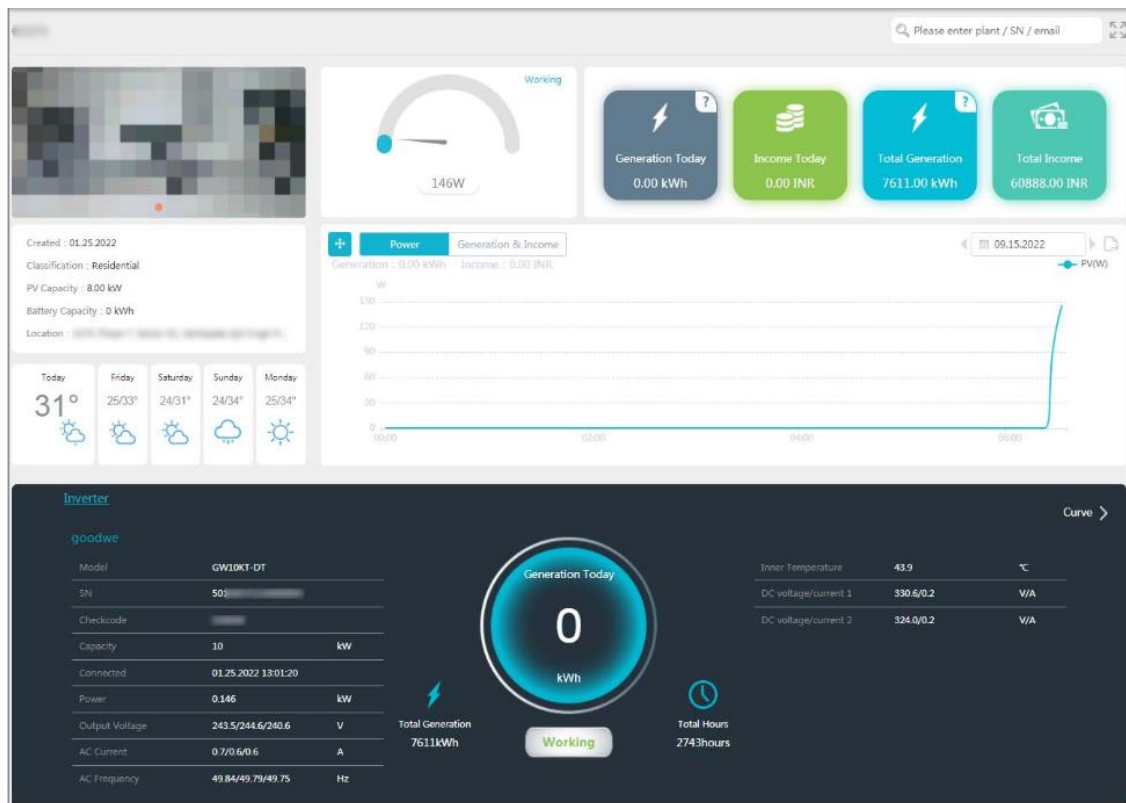 Please enter plant / SN / email
Working
146W
?
Generation Today
0.00 kWh
Income Today
0.00 INR
?
Total Generation
7611.00 kWh
Total Income
60888.00 INR
Created : 01.25.2022
Classification : Residential
PV Capacity : 8.00 kW
Battery Capacity : 0 kWh
Location :
Power
Generation & Income
09.15.2022
Generation : 0.00 kWh Income : 0.00 INR
PV(W)
W
150
120
90
60
30
0
00:00 02:00 04:00 06:00
Today Friday Saturday Sunday Monday
31° 25/33° 24/31° 24/34° 25/34°
Inverter
Curve
goodwe
Model GW10KT-DT
SN 501
Checkcode
Capacity 10 kW
Connected 01.25.2022 13:01:20
Power 0.146 kW
Output Voltage 243.5/244.6/240.6 V
AC Current 0.7/0.6/0.6 A
AC Frequency 49.84/49.79/49.75 Hz
Generation Today
0
kWh
Total Generation
7611kWh
Working
Total Hours
2743hours
Inner Temperature 43.9 ℃
DC voltage/current 1 330.6/0.2 V/A
DC voltage/current 2 324.0/0.2 V/A